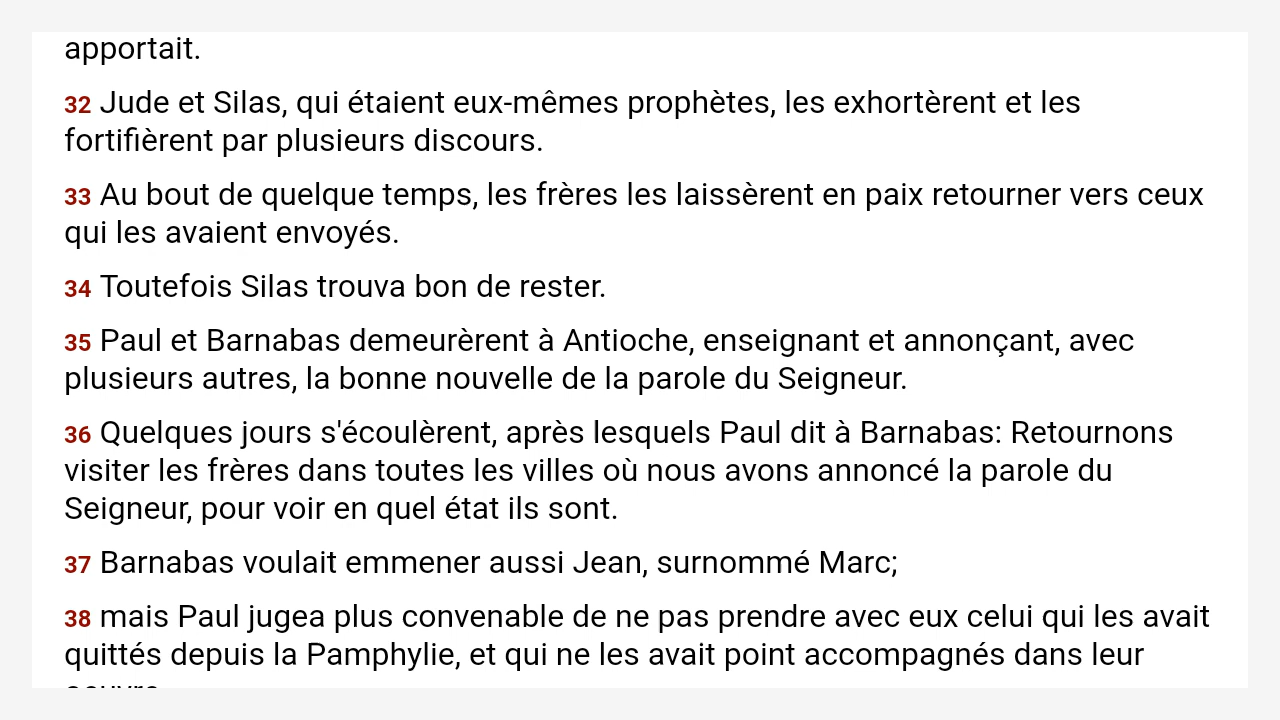 apportait.
32 Jude et Silas, qui étaient eux-mêmes prophètes, les exhortèrent et les
fortifièrent par plusieurs discours.
33 Au bout de quelque temps, les frères les laissèrent en paix retourner vers ceux
qui les avaient envoyés.
34 Toutefois Silas trouva bon de rester.
35 Paul et Barnabas demeurèrent à Antioche, enseignant et annonçant, avec
plusieurs autres, la bonne nouvelle de la parole du Seigneur.
36 Quelques jours s'écoulèrent, après lesquels Paul dit à Barnabas: Retournons
visiter les frères dans toutes les villes où nous avons annoncé la parole du
Seigneur, pour voir en quel état ils sont.
37 Barnabas voulait emmener aussi Jean, surnommé Marc;
38 mais Paul jugea plus convenable de ne pas prendre avec eux celui qui les avait
quittés depuis la Pamphylie, et qui ne les avait point accompagnés dans leur